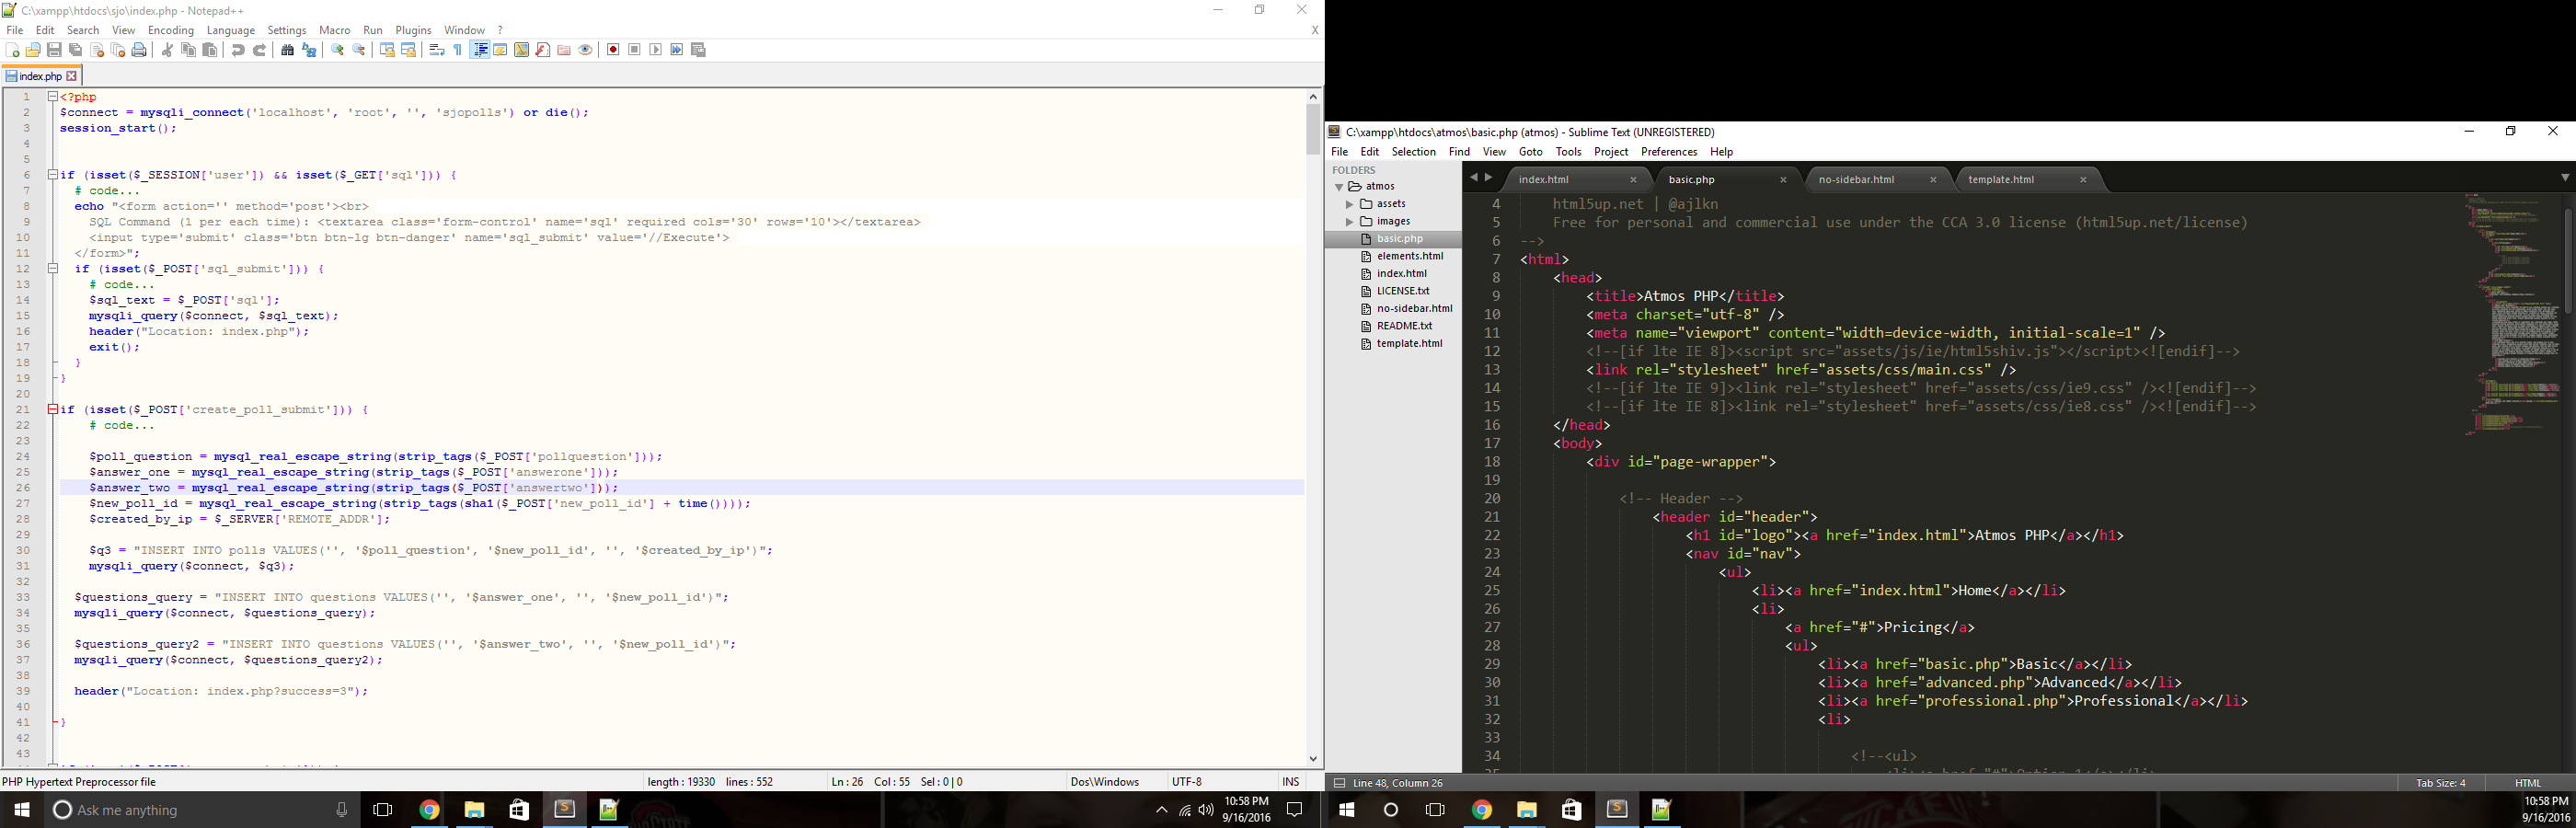 C:\xampp\htdocs\sjo\index.php - Notepad++
File Edit Search View Encoding Language Settings Macro Run Plugins Window ? X
index.php
1 <?php
2 $connect = mysqli_connect('localhost', 'root', '', 'sjopolls') or die();
3 session_start();
4
5
6 if (isset($_SESSION['user']) && isset($_GET['sql'])) {
7 # code...
8 echo "<form action='' method='post'><br>
9 SQL Command (1 per each time): <textarea class='form-control' name='sql' required cols='30' rows='10'></textarea>
10 <input type='submit' class='btn btn-lg btn-danger' name='sql_submit' value='//Execute'>
11 </form>";
12 if (isset($_POST['sql_submit'])) {
13 # code...
14 $sql_text = $_POST['sql'];
15 mysqli_query($connect, $sql_text);
16 header("Location: index.php");
17 exit();
18 }
19 }
20
21 if (isset($_POST['create_poll_submit'])) {
22 # code...
23
24 $poll_question = mysql_real_escape_string(strip_tags($_POST['pollquestion']));
25 $answer_one = mysql_real_escape_string(strip_tags($_POST['answerone']));
26 $answer_two = mysql_real_escape_string(strip_tags($_POST['answertwo']));
27 $new_poll_id = mysql_real_escape_string(strip_tags(sha1($_POST['new_poll_id'] + time())));
28 $created_by_ip = $_SERVER['REMOTE_ADDR'];
29
30 $q3 = "INSERT INTO polls VALUES('', '$poll_question', '$new_poll_id', '', '$created_by_ip')";
31 mysqli_query($connect, $q3);
32
33 $questions_query = "INSERT INTO questions VALUES('', '$answer_one', '', '$new_poll_id')";
34 mysqli_query($connect, $questions_query);
35
36 $questions_query2 = "INSERT INTO questions VALUES('', '$answer_two', '', '$new_poll_id')";
37 mysqli_query($connect, $questions_query2);
38
39 header("Location: index.php?success=3");
40
41 }
42
43
PHP Hypertext Preprocessor file length : 19330 lines : 552 Ln : 26 Col : 55 Sel : 0 | 0 Dos\Windows UTF-8 INS
Ask me anything
10:58 PM
9/16/2016
C:\xampp\htdocs\atmos\basic.php (atmos) - Sublime Text (UNREGISTERED)
File Edit Selection Find View Goto Tools Project Preferences Help
FOLDERS
atmos
assets
images
basic.php
elements.html
index.html
LICENSE.txt
no-sidebar.html
README.txt
template.html
index.html basic.php no-sidebar.html template.html
4 html5up.net | @ajlkn
5 Free for personal and commercial use under the CCA 3.0 license (html5up.net/license)
6 -->
7 <html>
8 <head>
9 <title>Atmos PHP</title>
10 <meta charset="utf-8" />
11 <meta name="viewport" content="width=device-width, initial-scale=1" />
12 <!--[if lte IE 8]><script src="assets/js/ie/html5shiv.js"></script><![endif]-->
13 <link rel="stylesheet" href="assets/css/main.css" />
14 <!--[if lte IE 9]><link rel="stylesheet" href="assets/css/ie9.css" /><![endif]-->
15 <!--[if lte IE 8]><link rel="stylesheet" href="assets/css/ie8.css" /><![endif]-->
16 </head>
17 <body>
18 <div id="page-wrapper">
19
20 <!-- Header -->
21 <header id="header">
22 <h1 id="logo"><a href="index.html">Atmos PHP</a></h1>
23 <nav id="nav">
24 <ul>
25 <li><a href="index.html">Home</a></li>
26 <li>
27 <a href="#">Pricing</a>
28 <ul>
29 <li><a href="basic.php">Basic</a></li>
30 <li><a href="advanced.php">Advanced</a></li>
31 <li><a href="professional.php">Professional</a></li>
32 <li>
33
34 <!--<ul>
Line 48, Column 26 Tab Size: 4 HTML
10:58 PM
9/16/2016